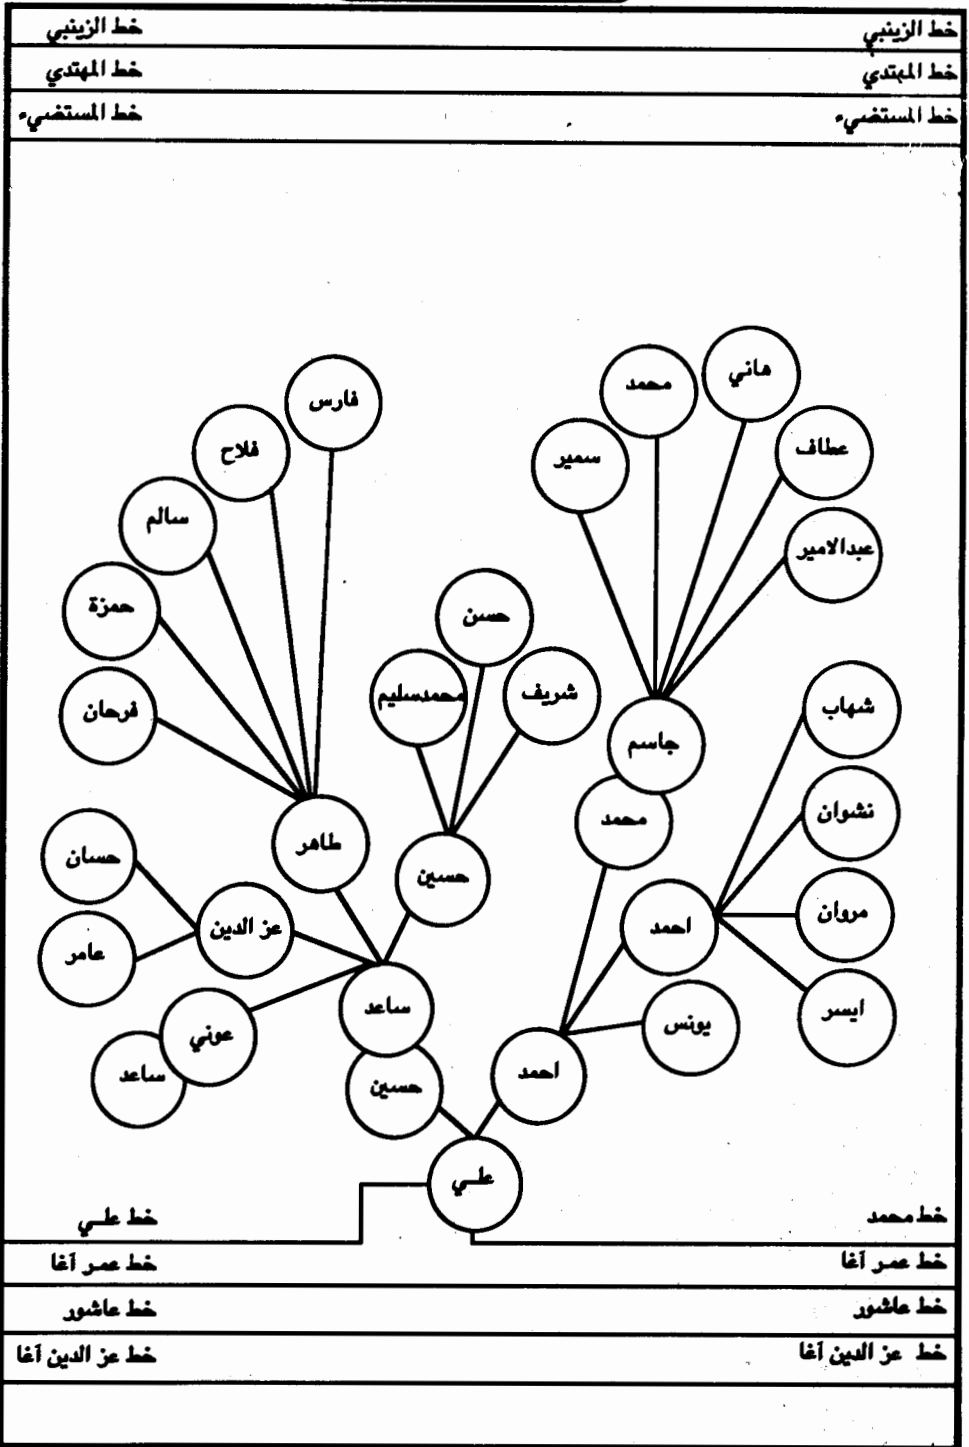 خط الزينبي
خط الزينبي
خط المهتدي
خط المهتدي
خط المستضيء
خط المستضيء
هاني
محمد
فارس
عطاف
فلاح
سمير
سالم
عبدالامير
حمزة
حسن
شريف
محمدسليم
شهاب
فرحان
جاسم
نشوان
محمد
طاهر
حسان
حسين
مروان
احمد
عز الدين
عامر
ساعد
ايسر
يونس
عوني
احمد
ساعد
حسين
علي
خط محمد
خط علي
خط عمر آغا
خط عمر آغا
خط عاشور
خط عاشور
خط عز الدين آغا
خط عز الدين آغا